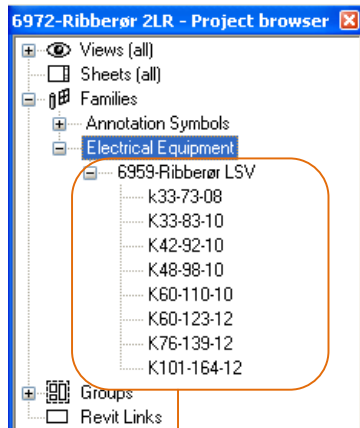 6972-Ribberør 2LR - Project browser
Views (all)
Sheets (all)
Families
Annotation Symbols
Electrical Equipment
6959-Ribberør LSV
k33-73-08
K33-83-10
K42-92-10
K48-98-10
K60-110-10
K60-123-12
K76-139-12
K101-164-12
Groups
Revit Links